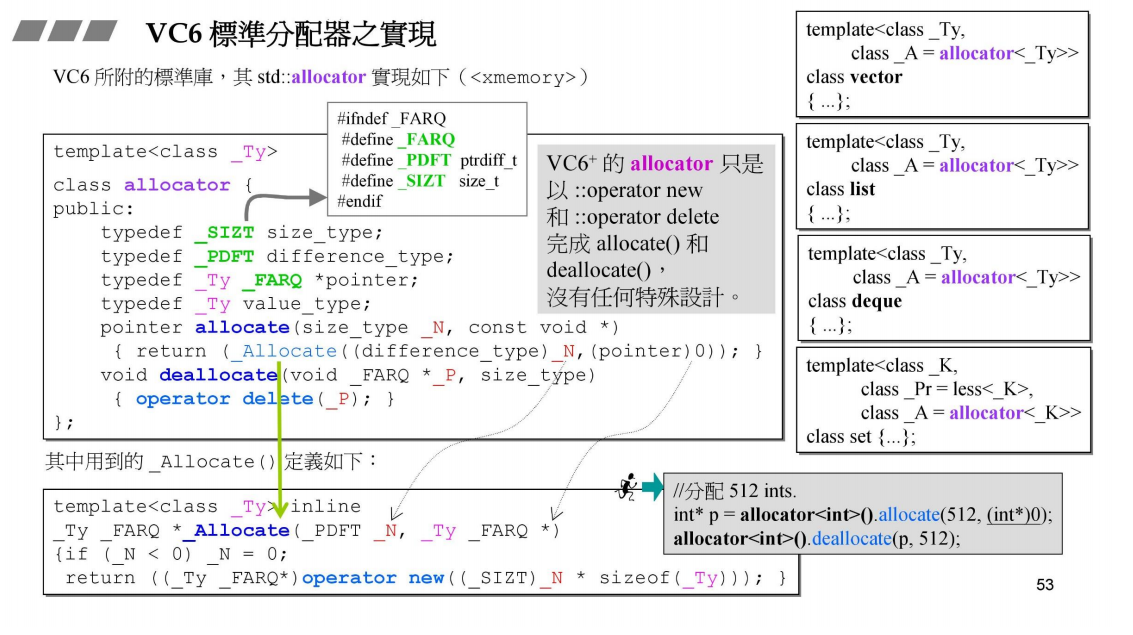 VC6 標準分配器之實現
VC6 所附的標準庫，其 std::allocator 實現如下（<xmemory>）
#ifndef _FARQ
#define _FARQ
#define _PDFT ptrdiff_t
#define _SIZT size_t
#endif
template<class _Ty>
class allocator {
public:
typedef _SIZT size_type;
typedef _PDFT difference_type;
typedef _Ty _FARQ *pointer;
typedef _Ty value_type;
pointer allocate(size_type _N, const void *)
{ return (_Allocate((difference_type)_N,(pointer)0)); }
void deallocate(void _FARQ *_P, size_type)
{ operator delete(_P); }
};
VC6+ 的 allocator 只是
以 ::operator new
和 ::operator delete
完成 allocate() 和
deallocate()，
沒有任何特殊設計。
其中用到的 _Allocate() 定義如下：
template<class _Ty> inline
_Ty _FARQ *_Allocate(_PDFT _N, _Ty _FARQ *)
{if (_N < 0) _N = 0;
return ((_Ty _FARQ*)operator new((_SIZT)_N * sizeof(_Ty))); }
template<class _Ty,
class _A = allocator<_Ty>>
class vector
{ ...};
template<class _Ty,
class _A = allocator<_Ty>>
class list
{ ...};
template<class _Ty,
class _A = allocator<_Ty>>
class deque
{ ...};
template<class _K,
class _Pr = less<_K>,
class _A = allocator<_K>>
class set {...};
//分配 512 ints.
int* p = allocator<int>().allocate(512, (int*)0);
allocator<int>().deallocate(p, 512);
53